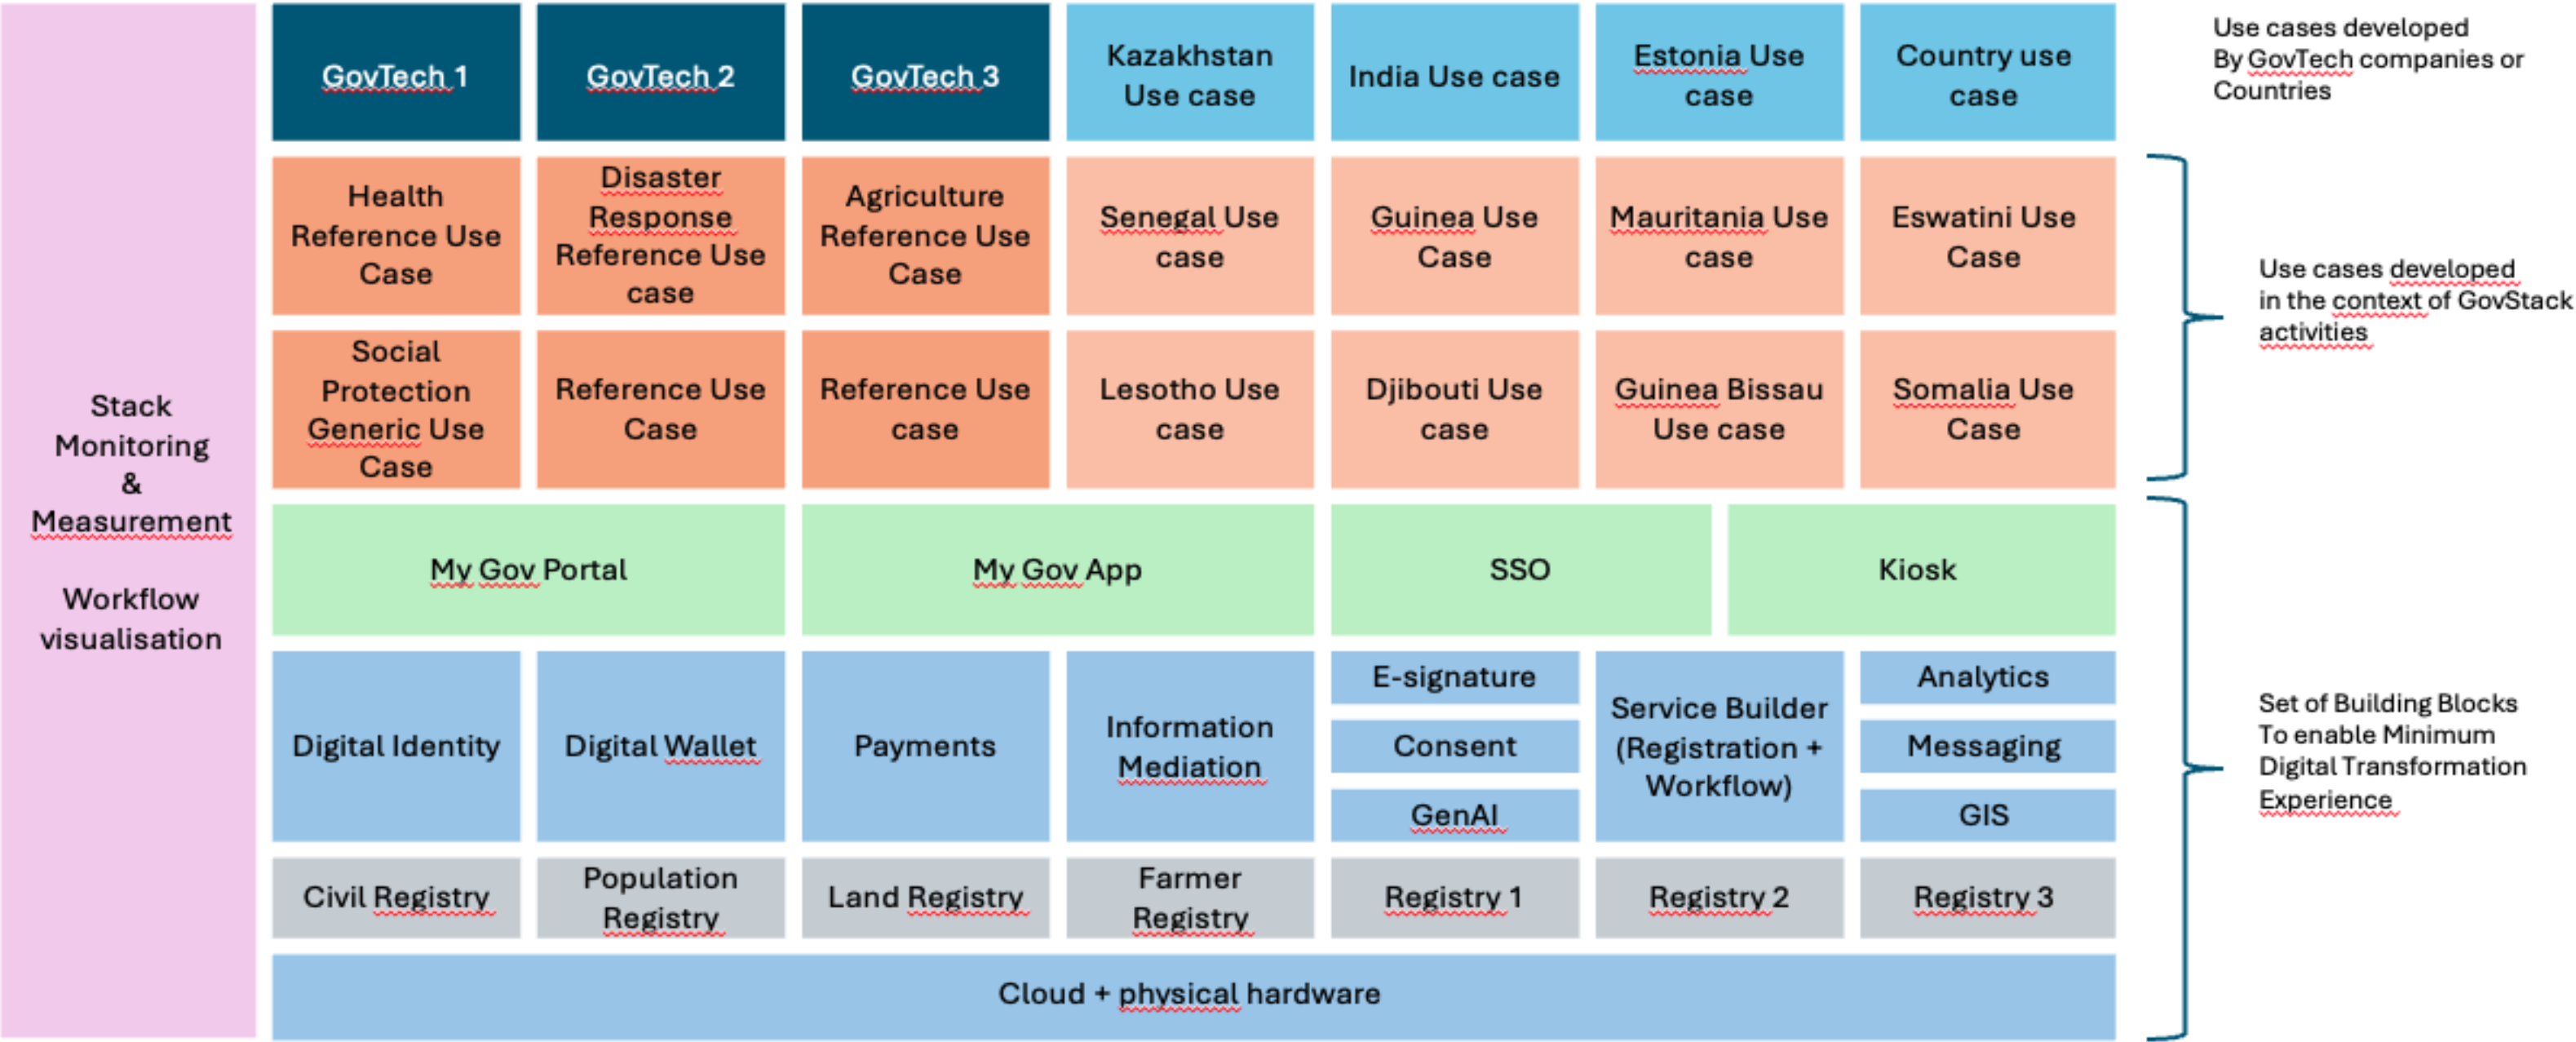 GovTech 1
GovTech 2
GovTech 3
Kazakhstan
Use case
India Use case
Estonia Use
case
Country use
case
Use cases developed
By GovTech companies or
Countries
Health
Reference Use
Case
Disaster
Response
Reference Use
case
Agriculture
Reference Use
Case
Senegal Use
case
Guinea Use
Case
Mauritania Use
case
Eswatini Use
Case
Use cases developed
in the context of GovStack
activities
Social
Protection
Generic Use
Case
Reference Use
Case
Reference Use
case
Lesotho Use
case
Djibouti Use
case
Guinea Bissau
Use case
Somalia Use
Case
Stack
Monitoring
&
Measurement
Workflow
visualisation
My Gov Portal
My Gov App
SSO
Kiosk
Digital Identity
Digital Wallet
Payments
Information
Mediation
E-signature
Consent
GenAI
Service Builder
(Registration +
Workflow)
Analytics
Messaging
GIS
Set of Building Blocks
To enable Minimum
Digital Transformation
Experience
Civil Registry
Population
Registry
Land Registry
Farmer
Registry
Registry 1
Registry 2
Registry 3
Cloud + physical hardware